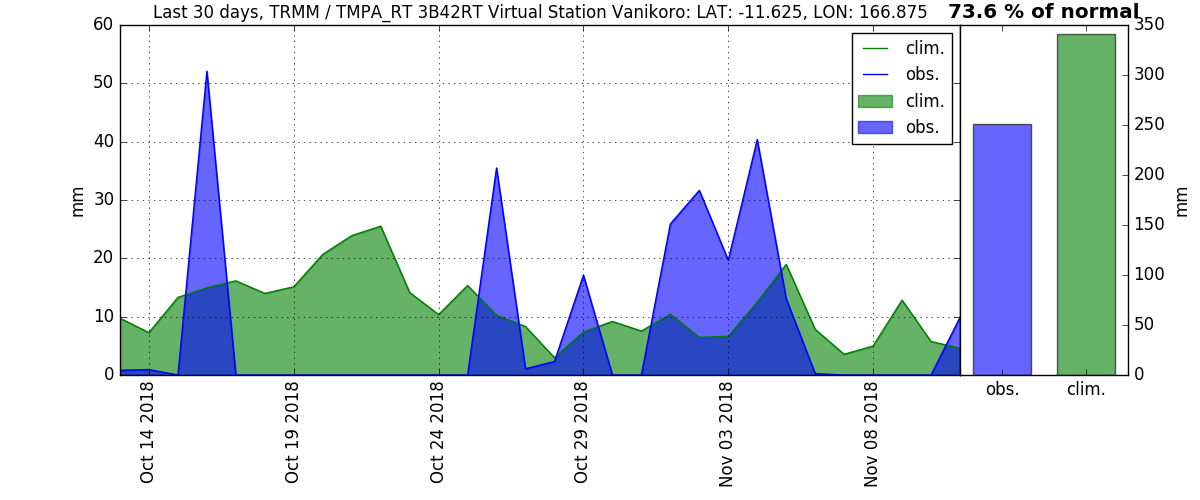 Last 30 days, TRMM / TMPA_RT 3B42RT Virtual Station Vanikoro: LAT: -11.625, LON: 166.875
73.6 % of normal
60
50
40
30
20
10
0
mm
clim.
obs.
clim.
obs.
Oct 14 2018
Oct 19 2018
Oct 24 2018
Oct 29 2018
Nov 03 2018
Nov 08 2018
350
300
250
200
150
100
50
0
mm
obs.
clim.